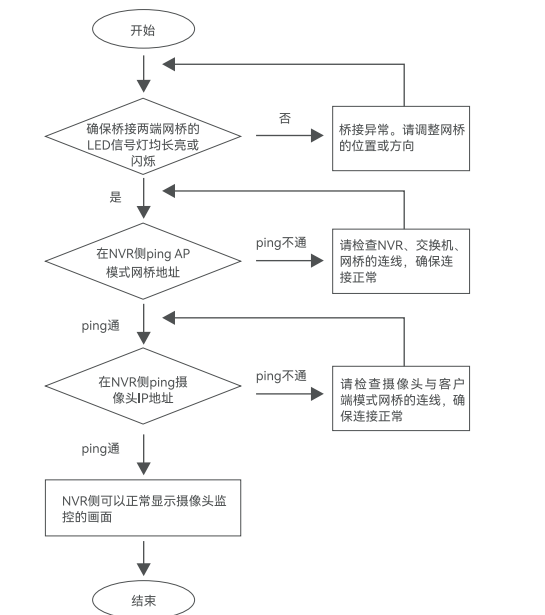 开始
确保桥接两端网桥的
LED信号灯均长亮或
闪烁
否
桥接异常。请调整网桥
的位置或方向
是
在NVR侧ping AP
模式网桥地址
ping不通
请检查NVR、交换机、
网桥的连线，确保连
接正常
ping通
在NVR侧ping摄
像头IP地址
ping不通
请检查摄像头与客户
端模式网桥的连线，确
保连接正常
ping通
NVR侧可以正常显示摄像头监
控的画面
结束